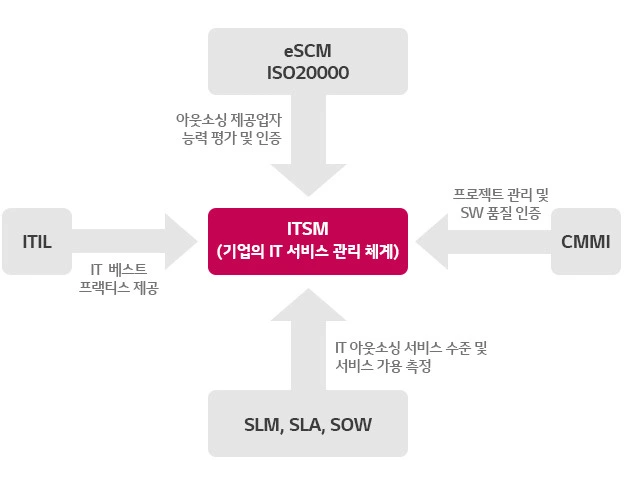 eSCM
ISO20000
아웃소싱 제공업자
능력 평가 및 인증
프로젝트 관리 및
SW 품질 인증
ITIL
ITSM
(기업의 IT 서비스 관리 체계)
CMMI
IT 베스트
프랙티스 제공
IT 아웃소싱 서비스 수준 및
서비스 가용 측정
SLM, SLA, SOW